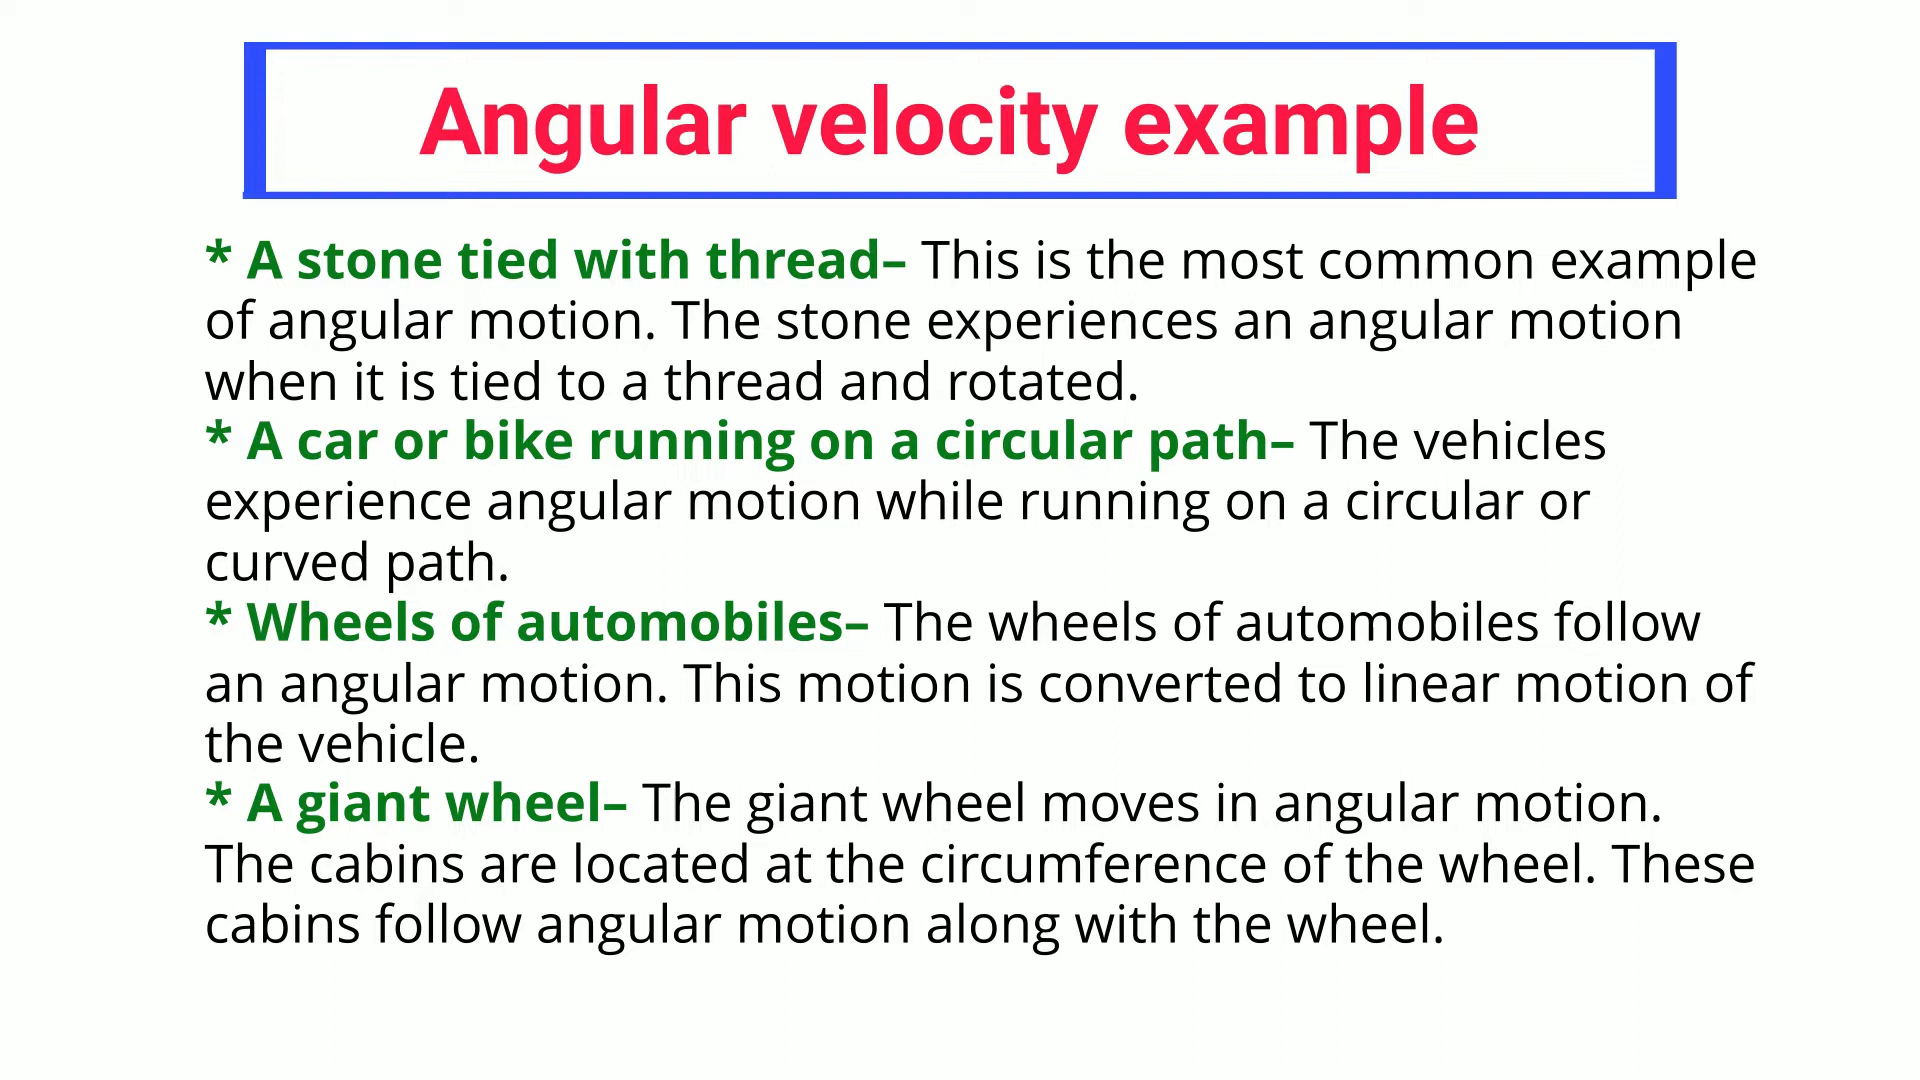 Angular velocity example
* A stone tied with thread– This is the most common example
of angular motion. The stone experiences an angular motion
when it is tied to a thread and rotated.
* A car or bike running on a circular path– The vehicles
experience angular motion while running on a circular or
curved path.
* Wheels of automobiles– The wheels of automobiles follow
an angular motion. This motion is converted to linear motion of
the vehicle.
* A giant wheel– The giant wheel moves in angular motion.
The cabins are located at the circumference of the wheel. These
cabins follow angular motion along with the wheel.